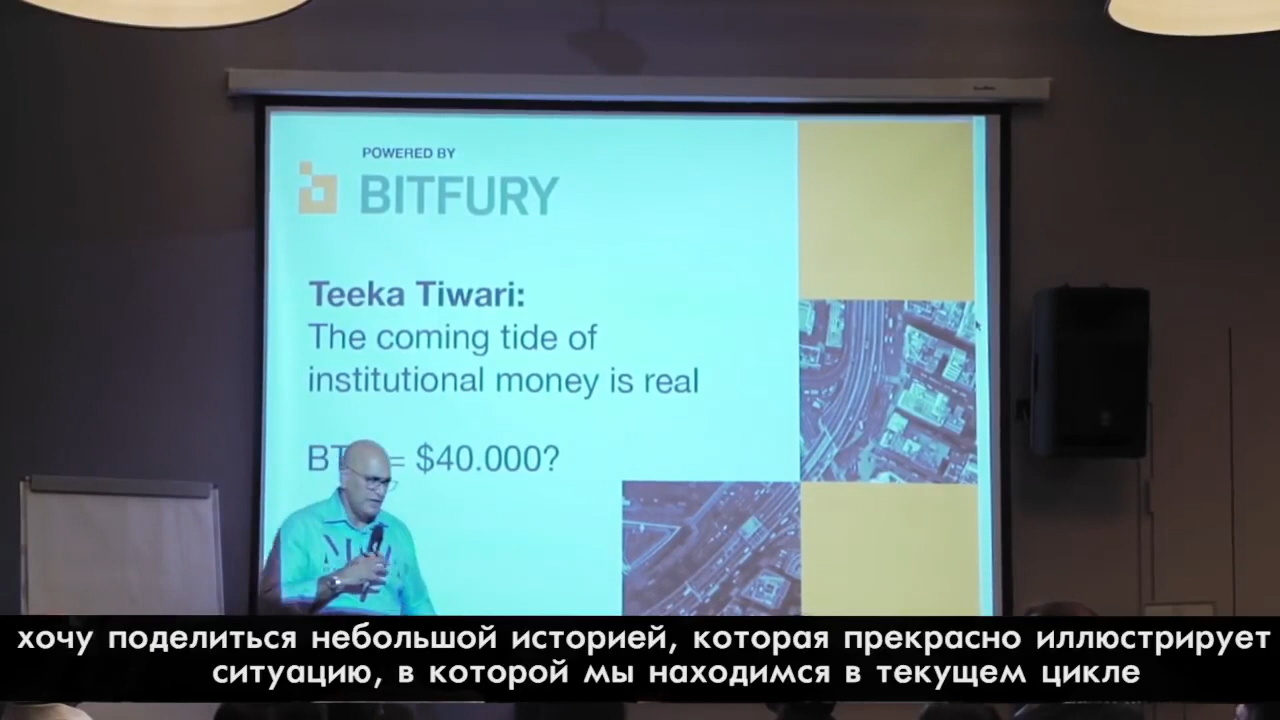 POWERED BY
BITFURY
Teeka Tiwari:
The coming tide of
institutional money is real
= $40.000?
хочу поделиться небольшой историей, которая прекрасно иллюстрирует
ситуацию, в которой мы находимся в текущем цикле